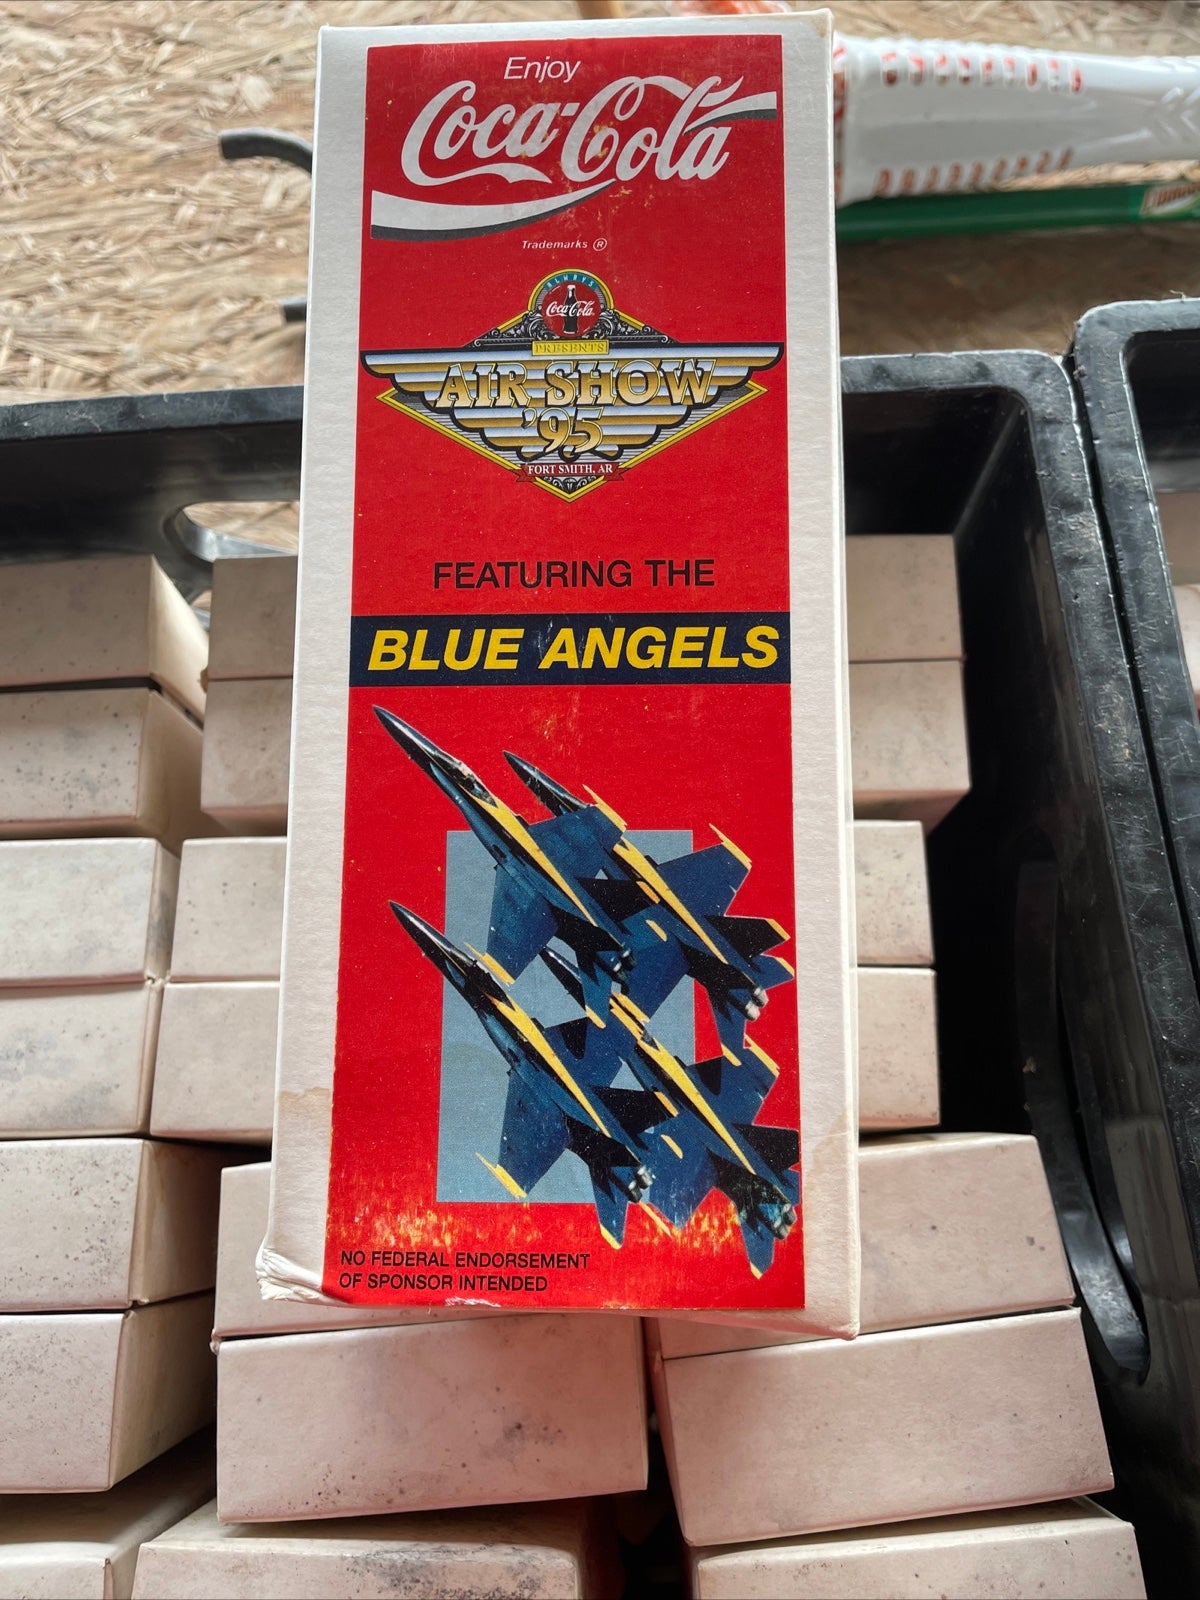 Enjoy
Coca-Cola
Trademarks ®
ALWAYS
Coca-Cola
PRESENTS
AIR SHOW
'95
FORT SMITH, AR
FEATURING THE
BLUE ANGELS
NO FEDERAL ENDORSEMENT
OF SPONSOR INTENDED